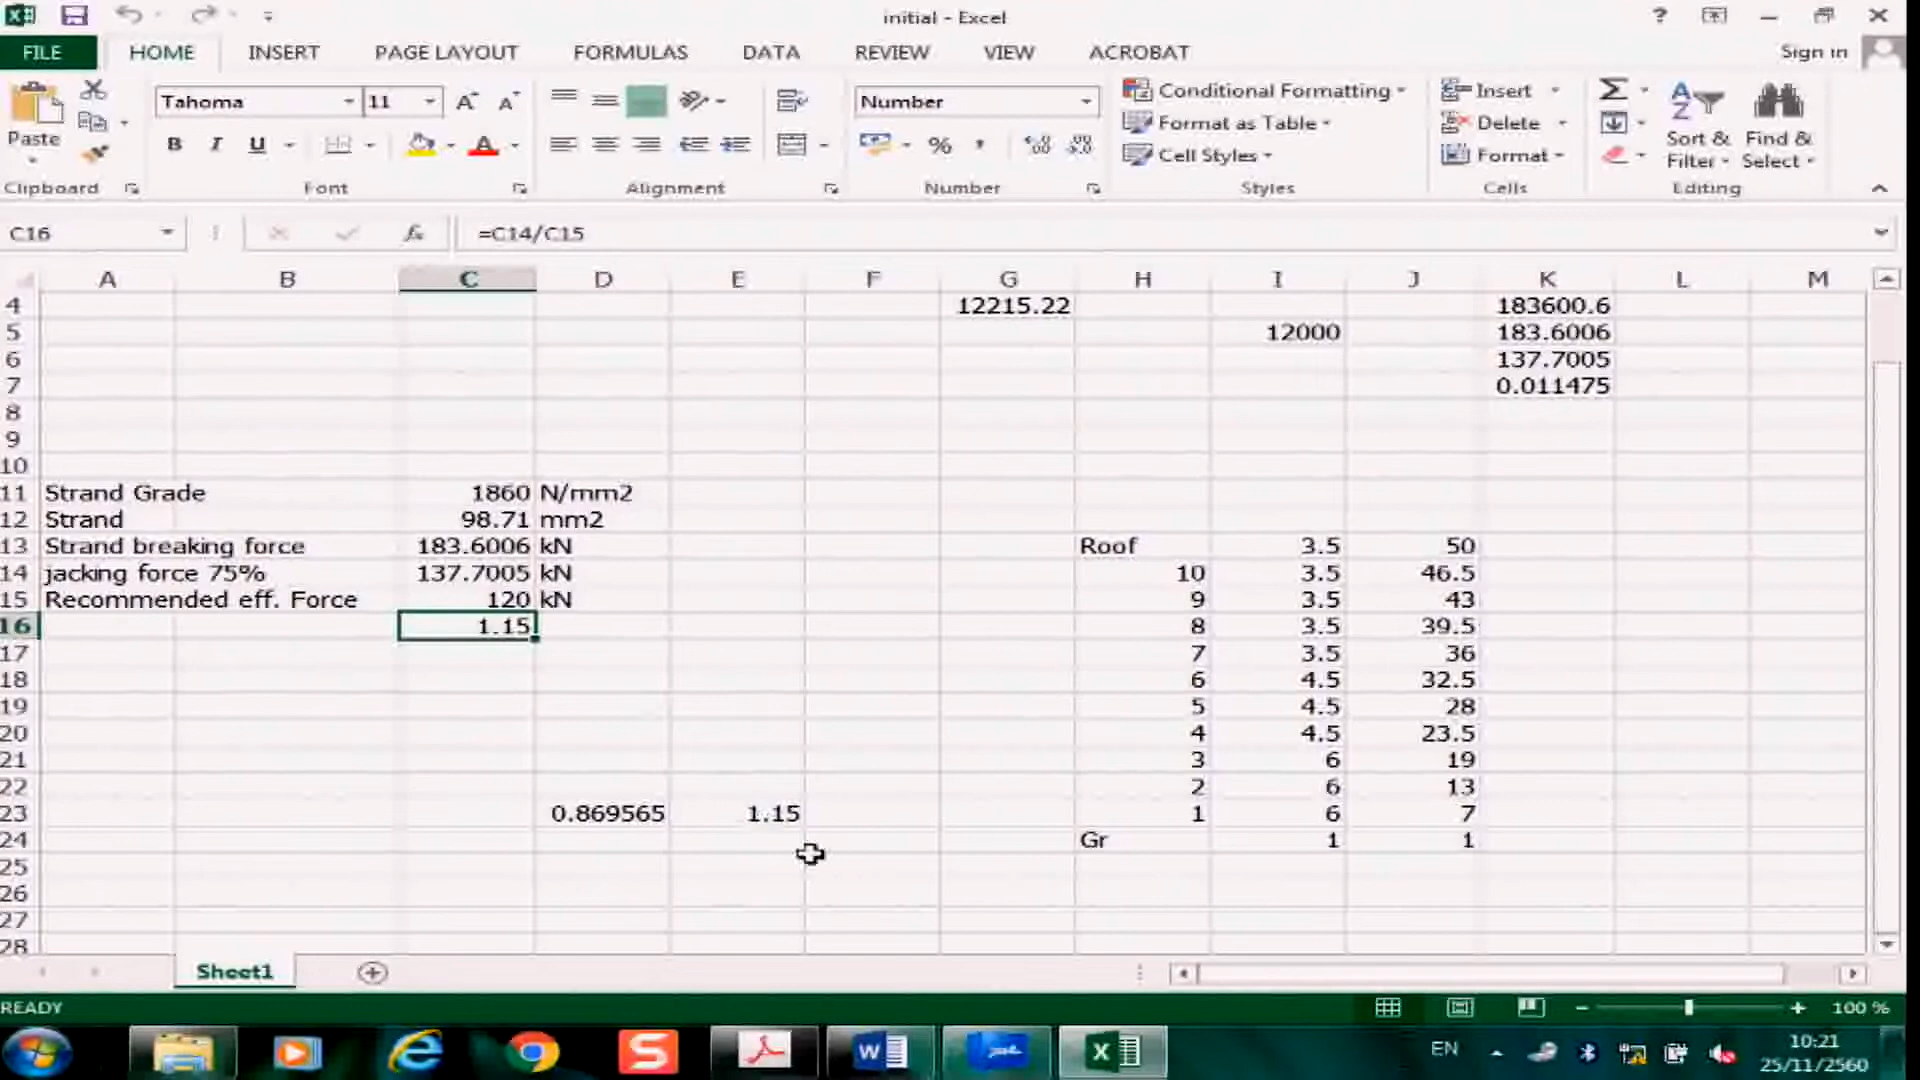 initial - Excel
FILE HOME INSERT PAGE LAYOUT FORMULAS DATA REVIEW VIEW ACROBAT Sign in
Tahoma 11 Number Conditional Formatting Insert
Paste Format as Table Delete Sort & Find &
B I U A % Cell Styles Format Filter Select
Clipboard Font Alignment Number Styles Cells Editing
C16 fx =C14/C15
A B C D E F G H I J K L M
4 12215.22 183600.6
5 12000 183.6006
6 137.7005
7 0.011475
8
9
10
11 Strand Grade 1860 N/mm2
12 Strand 98.71 mm2
13 Strand breaking force 183.6006 kN Roof 3.5 50
14 jacking force 75% 137.7005 kN 10 3.5 46.5
15 Recommended eff. Force 120 kN 9 3.5 43
16 1.15 8 3.5 39.5
17 7 3.5 36
18 6 4.5 32.5
19 5 4.5 28
20 4 4.5 23.5
21 3 6 19
22 2 6 13
23 0.869565 1.15 1 6 7
24 Gr 1 1
25
26
27
28
Sheet1
READY 100 %
EN 10:21
25/11/2560